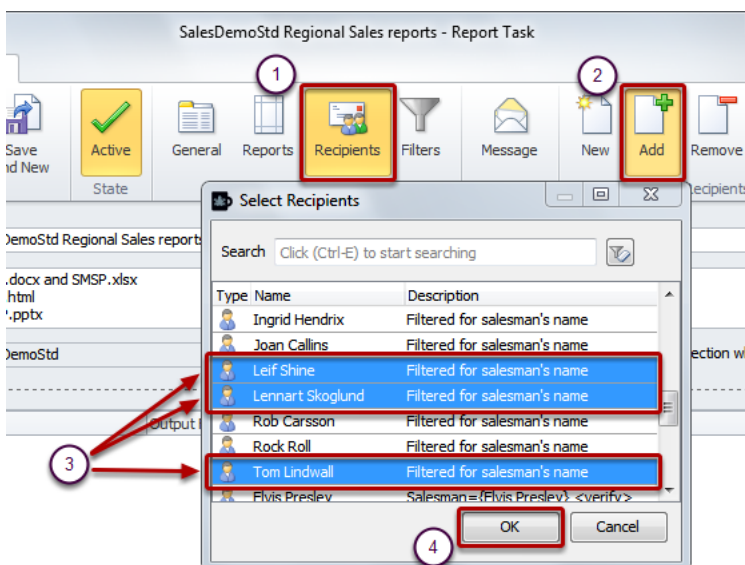 SalesDemoStd Regional Sales reports - Report Task
1
2
Save
nd New
Active
General
Reports
Recipients
Filters
Message
New
Add
Remove
State
ecipients
Select Recipients
DemoStd Regional Sales reports
Search Click (Ctrl-E) to start searching
.docx and SMSP.xlsx
.html
P.pptx
Type Name Description
Ingrid Hendrix Filtered for salesman's name
Joan Callins Filtered for salesman's name
DemoStd
ection wh
Leif Shine Filtered for salesman's name
Lennart Skoglund Filtered for salesman's name
Output
Rob Carsson Filtered for salesman's name
Rock Roll Filtered for salesman's name
3
Tom Lindwall Filtered for salesman's name
Elvis Presley Salesman={Elvis Presley} <verify>
OK
Cancel
4